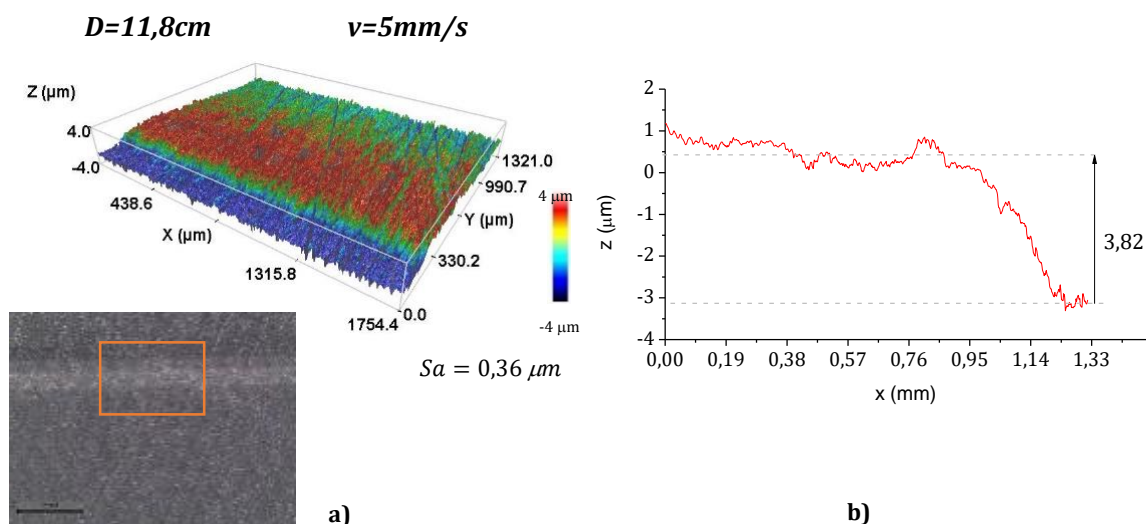 D=11,8cm v=5mm/s
Z (µm)
4.0
-4.0
438.6
X (µm)
1315.8
1754.4
1321.0
990.7
Y (µm)
330.2
0.0
4 µm
-4 µm
Sa = 0,36 µm
a)
2
1
0
-1
-2
-3
-4
z (µm)
0,00 0,19 0,38 0,57 0,76 0,95 1,14 1,33
x (mm)
3,82
b)